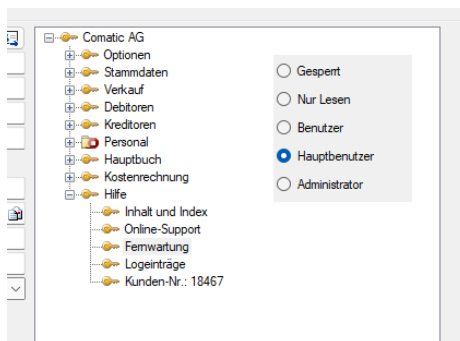 Comatic AG
Optionen
Stammdaten
Verkauf
Debitoren
Kreditoren
Personal
Hauptbuch
Kostenrechnung
Hilfe
Inhalt und Index
Online-Support
Fernwartung
Logeinträge
Kunden-Nr.: 18467
Gesperrt
Nur Lesen
Benutzer
Hauptbenutzer
Administrator